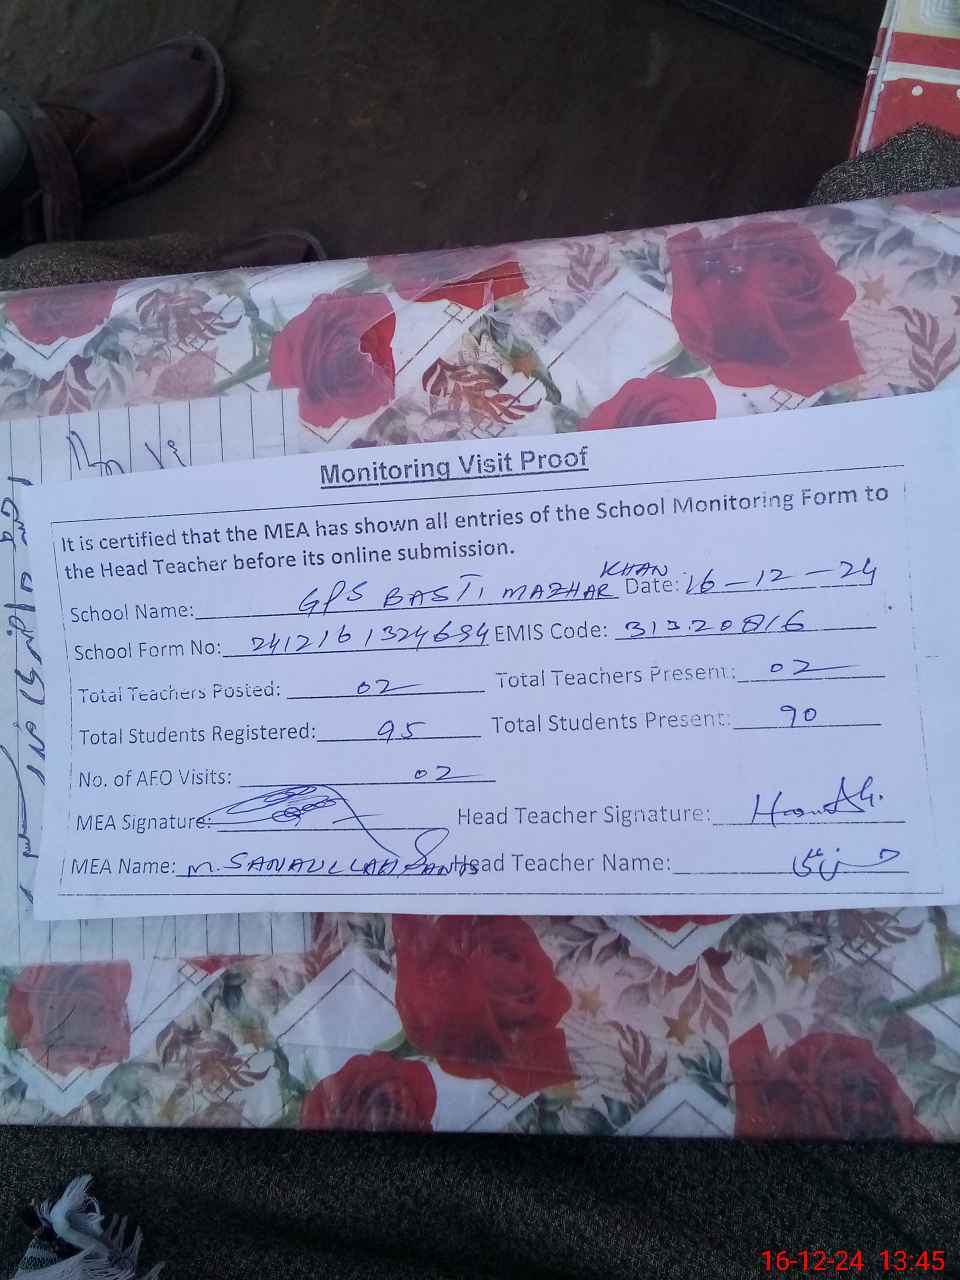 Monitoring Visit Proof
It is certified that the MEA has shown all entries of the School Monitoring Form to
the Head Teacher before its online submission.
School Name: GPS BASTI MAZHAR KHAN Date: 16-12-24
School Form No: 2412161324684 EMIS Code: 31320816
Total Teachers Posted: 02 Total Teachers Present: 02
Total Students Registered: 95 Total Students Present: 90
No. of AFO Visits: 02
MEA Signature: Head Teacher Signature:
MEA Name: M. SANAULLAH Head Teacher Name:
16-12-24 13:45